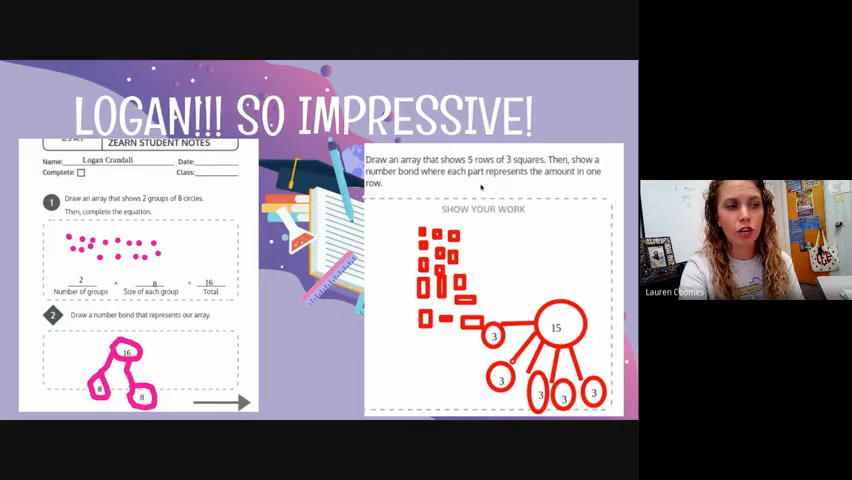 LOGAN!!! SO IMPRESSIVE!
ZEARN STUDENT NOTES
Name: Logan Crandall Date:
Complete: Class:
1 Draw an array that shows 2 groups of 8 circles.
Then, complete the equation.
2 × 8 = 16
Number of groups Size of each group Total
2 Draw a number bond that represents our array.
16
8
8
Draw an array that shows 5 rows of 3 squares. Then, show a
number bond where each part represents the amount in one
row.
SHOW YOUR WORK
15
3
3
3
3
3
Lauren Coomes